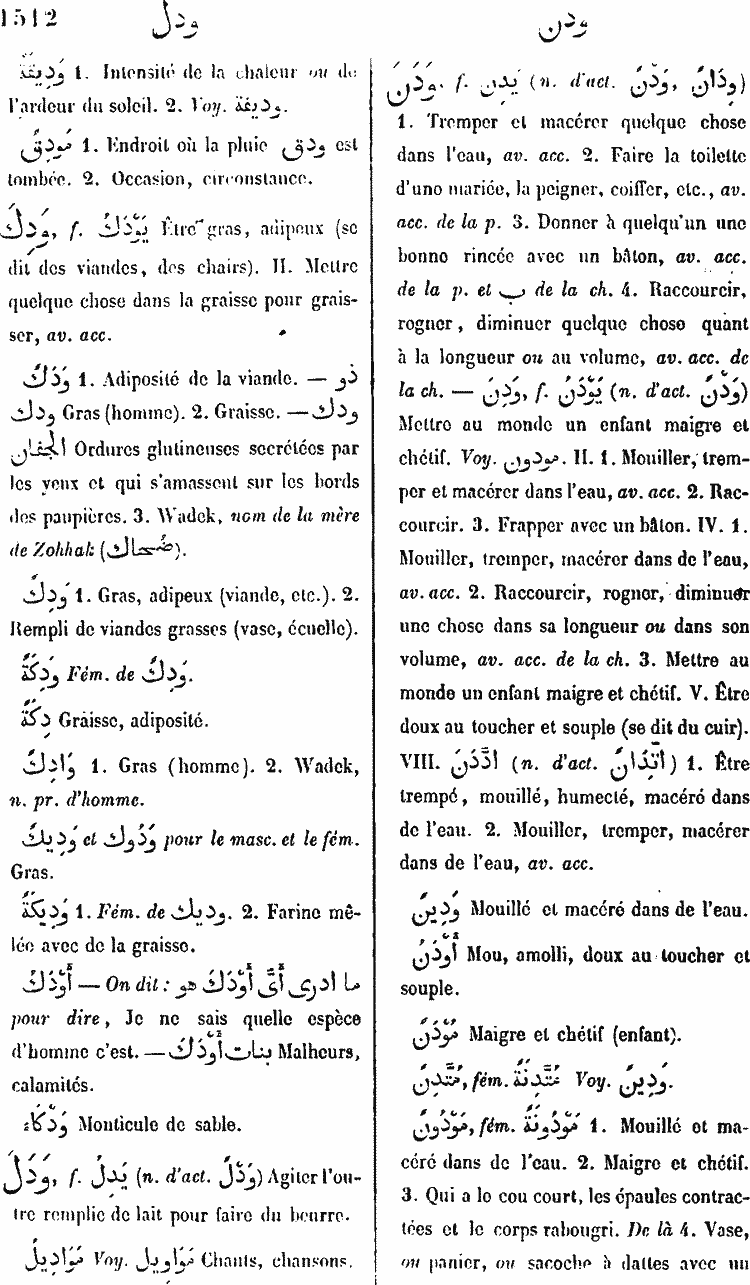 1512 ودل ودن
وَدِيقَةٌ 1. Intensité de la chaleur ou de
l'ardeur du soleil. 2. Voy. وديفة.
مَوْدِقٌ 1. Endroit où la pluie ودق est
tombée. 2. Occasion, circonstance.
وَدِكَ, f. يَوْدَكُ Être gras, adipeux (se
dit des viandes, des chairs). II. Mettre
quelque chose dans la graisse pour grais-
ser, av. acc.
وَدَكٌ 1. Adiposité de la viande. — ذو
ودك Gras (homme). 2. Graisse. — ودك
الجفان Ordures glutineuses secrétées par
les yeux et qui s'amassent sur les bords
des paupières. 3. Wadek, nom de la mère
de Zohhak (ضُحاك).
وَدِكٌ 1. Gras, adipeux (viande, etc.). 2.
Rempli de viandes grasses (vase, écuelle).
وَدِكَةٌ Fém. de وَدِكٌ.
دِكَةٌ Graisse, adiposité.
وَادِكٌ 1. Gras (homme). 2. Wadek,
n. pr. d'homme.
وَدِيكٌ et وَدُوك pour le masc. et le fém.
Gras.
وَدِيكَةٌ 1. Fém. de وديك. 2. Farine mê-
lée avec de la graisse.
أَوْدَكُ — On dit : ما ادرى أَىُّ أَوْدَكَ هو
pour dire, Je ne sais quelle espèce
d'homme c'est. — بنات أَوْدَكَ Malheurs,
calamités.
وَدْكَاء Monticule de sable.
وَدَلَ, f. يَدِلُ (n. d'act. وَدْلٌ) Agiter l'ou-
tre remplie de lait pour faire du beurre.
مَوَادِيلُ Voy. مَوَاوِيل Chants, chansons.
وَدَنَ. f. يَدِن (n. d'act. وَدْنٌ, وِدَانٌ)
1. Tremper et macérer quelque chose
dans l'eau, av. acc. 2. Faire la toilette
d'une mariée, la peigner, coiffer, etc., av.
acc. de la p. 3. Donner à quelqu'un une
bonne rincée avec un bâton, av. acc.
de la p. et ب de la ch. 4. Raccourcir,
rogner, diminuer quelque chose quant
à la longueur ou au volume, av. acc. de
la ch. — وَدِنَ, f. يَوْدَنُ (n. d'act. وَدَنٌ)
Mettre au monde un enfant maigre et
chétif. Voy. مودون. II. 1. Mouiller, trem-
per et macérer dans l'eau, av. acc. 2. Rac-
courcir. 3. Frapper avec un bâton. IV. 1.
Mouiller, tremper, macérer dans de l'eau,
av. acc. 2. Raccourcir, rogner, diminuer
une chose dans sa longueur ou dans son
volume, av. acc. de la ch. 3. Mettre au
monde un enfant maigre et chétif. V. Être
doux au toucher et souple (se dit du cuir).
VIII. اتَّدَنَ (n. d'act. اتِّدَانٌ) 1. Être
trempé, mouillé, humecté, macéré dans
de l'eau. 2. Mouiller, tremper, macérer
dans de l'eau, av. acc.
وَدِينٌ Mouillé et macéré dans de l'eau.
أَوْدَنُ Mou, amolli, doux au toucher et
souple.
مُوْدَنٌ Maigre et chétif (enfant).
مُتَّدِنٌ, fém. مُتَّدِنَةٌ Voy. وَدِينٌ.
مَوْدُونٌ, fém. مَوْدُونَةٌ 1. Mouillé et ma-
céré dans de l'eau. 2. Maigre et chétif.
3. Qui a le cou court, les épaules contrac-
tées et le corps rabougri. De là 4. Vase,
ou panier, ou sacoche à dattes avec un